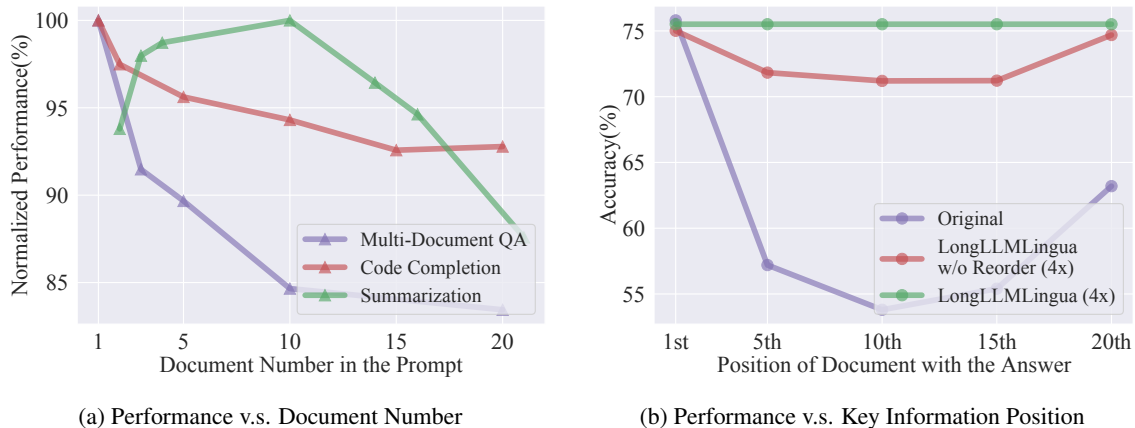 100
95
90
85
Normalized Performance(%)
Multi-Document QA
Code Completion
Summarization
1 5 10 15 20
Document Number in the Prompt
(a) Performance v.s. Document Number
75
70
65
60
55
Accuracy(%)
Original
LongLLMLingua
w/o Reorder (4x)
LongLLMLingua (4x)
1st 5th 10th 15th 20th
Position of Document with the Answer
(b) Performance v.s. Key Information Position